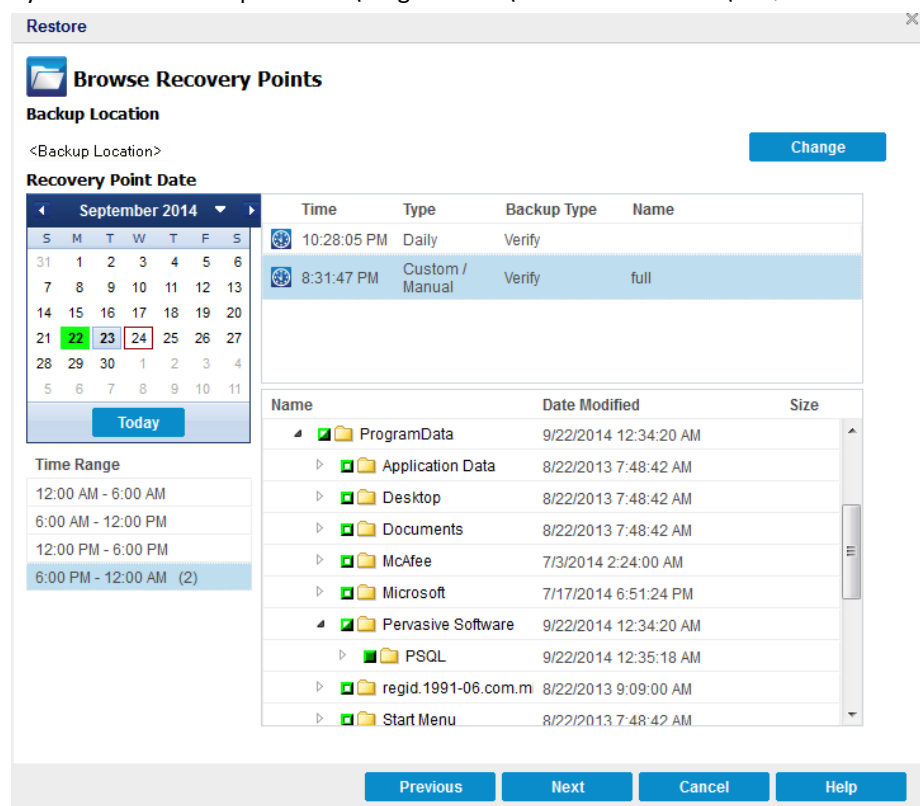 Restore
Browse Recovery Points
Backup Location
<Backup Location>
Change
Recovery Point Date
September 2014
S M T W T F S
31 1 2 3 4 5 6
7 8 9 10 11 12 13
14 15 16 17 18 19 20
21 22 23 24 25 26 27
28 29 30 1 2 3 4
5 6 7 8 9 10 11
Today
Time Range
12:00 AM - 6:00 AM
6:00 AM - 12:00 PM
12:00 PM - 6:00 PM
6:00 PM - 12:00 AM (2)
Time Type Backup Type Name
10:28:05 PM Daily Verify
8:31:47 PM Custom / Manual Verify full
Name Date Modified Size
ProgramData 9/22/2014 12:34:20 AM
Application Data 8/22/2013 7:48:42 AM
Desktop 8/22/2013 7:48:42 AM
Documents 8/22/2013 7:48:42 AM
McAfee 7/3/2014 2:24:00 AM
Microsoft 7/17/2014 6:51:24 PM
Pervasive Software 9/22/2014 12:34:20 AM
PSQL 9/22/2014 12:35:18 AM
regid.1991-06.com.mi 8/22/2013 9:09:00 AM
Start Menu 8/22/2013 7:48:42 AM
Previous Next Cancel Help